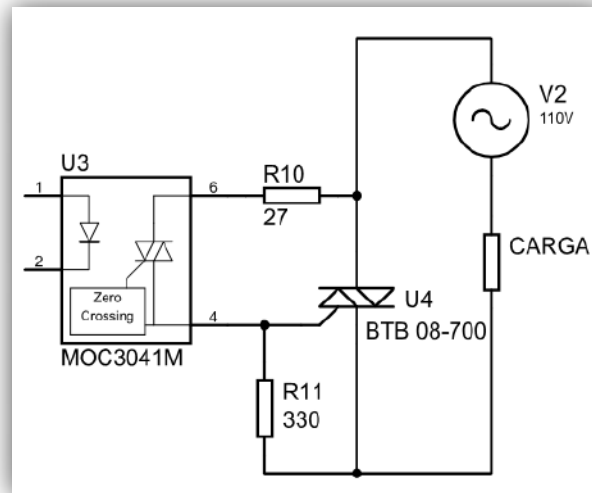 U3
1
2
6
4
Zero
Crossing
MOC3041M
R10
27
R11
330
U4
BTB 08-700
V2
110V
CARGA